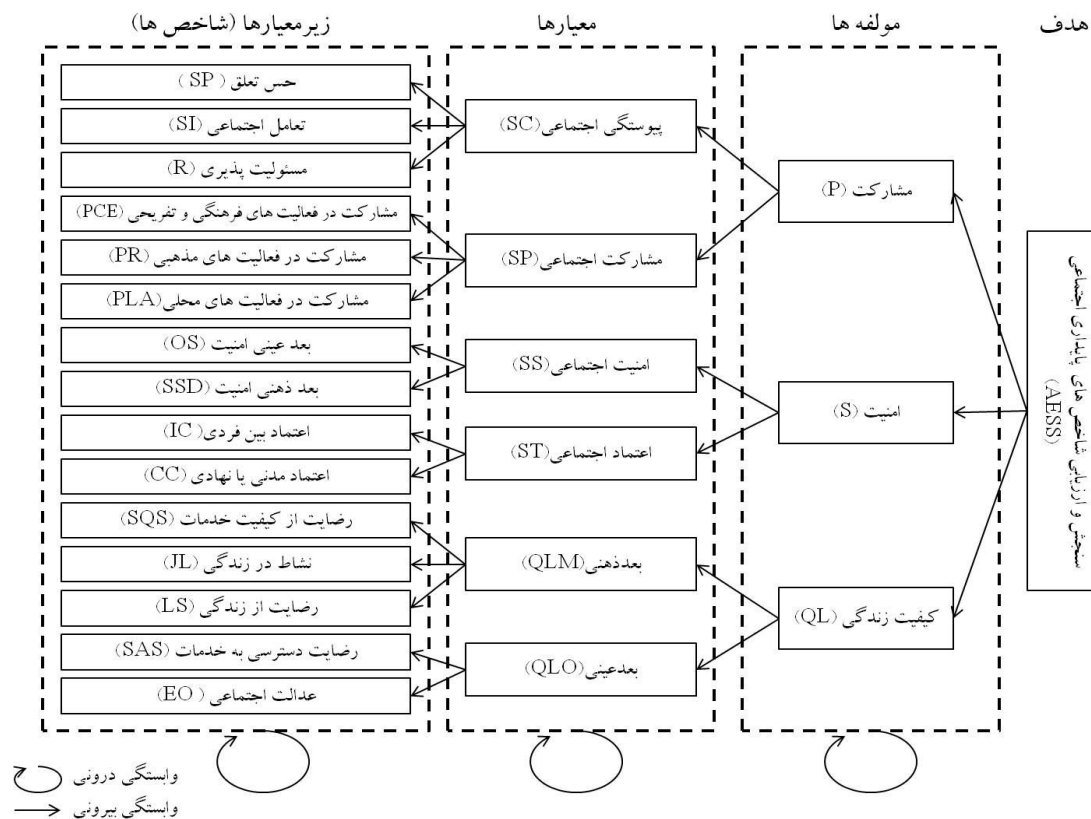 هدف
مولفه ها
معیارها
زیرمعیارها (شاخص ها)
سنجش و ارزیابی شاخص های پایداری اجتماعی
(AESS)
مشارکت (P)
امنیت (S)
کیفیت زندگی (QL)
پیوستگی اجتماعی(SC)
مشارکت اجتماعی(SP)
امنیت اجتماعی(SS)
اعتماد اجتماعی(ST)
بعدذهنی(QLM)
بعدعینی(QLO)
حس تعلق ( SP )
تعامل اجتماعی (SI)
مسئولیت پذیری (R)
مشارکت در فعالیت های فرهنگی و تفریحی (PCE)
مشارکت در فعالیت های مذهبی (PR)
مشارکت در فعالیت های محلی(PLA)
بعد عینی امنیت (OS)
بعد ذهنی امنیت (SSD)
اعتماد بین فردی( IC)
اعتماد مدنی یا نهادی (CC)
رضایت از کیفیت خدمات (SQS)
نشاط در زندگی (JL)
رضایت از زندگی (LS)
رضایت دسترسی به خدمات (SAS)
عدالت اجتماعی ( EO)
وابستگی درونی
وابستگی بیرونی